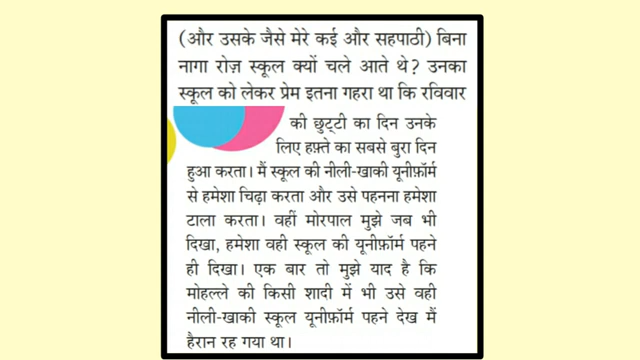 (और उसके जैसे मेरे कई और सहपाठी) बिना
नागा रोज़ स्कूल क्यों चले आते थे? उनका
स्कूल को लेकर प्रेम इतना गहरा था कि रविवार
की छुट्टी का दिन उनके
लिए हफ़्ते का सबसे बुरा दिन
हुआ करता। मैं स्कूल की नीली-खाकी यूनीफ़ॉर्म
से हमेशा चिढ़ा करता और उसे पहनना हमेशा
टाला करता। वहीं मोरपाल मुझे जब भी
दिखा, हमेशा वही स्कूल की यूनीफ़ॉर्म पहने
ही दिखा। एक बार तो मुझे याद है कि
मोहल्ले की किसी शादी में भी उसे वही
नीली-खाकी स्कूल यूनीफ़ॉर्म पहने देख मैं
हैरान रह गया था।